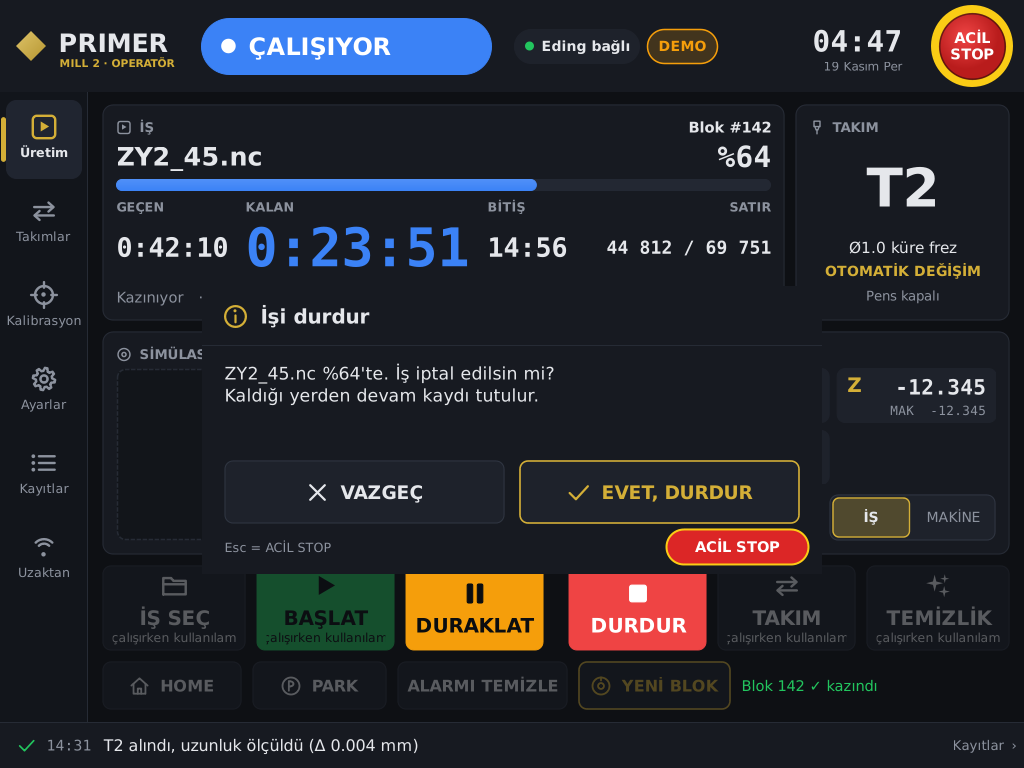 PRIMER
MILL 2 · OPERATÖR
ÇALIŞIYOR
Eding bağlı
DEMO
04:47
19 Kasım Per
ACİL
STOP
Üretim
Takımlar
Kalibrasyon
Ayarlar
Kayıtlar
Uzaktan
İŞ
Blok #142
ZY2_45.nc
%64
GEÇEN
KALAN
BİTİŞ
SATIR
0:42:10
0:23:51
14:56
44 812 / 69 751
Kazınıyor ·
TAKIM
T2
Ø1.0 küre frez
OTOMATİK DEĞİŞİM
Pens kapalı
SİMÜLAS
Z
-12.345
MAK -12.345
İŞ
MAKİNE
İşi durdur
ZY2_45.nc %64'te. İş iptal edilsin mi?
Kaldığı yerden devam kaydı tutulur.
VAZGEÇ
EVET, DURDUR
Esc = ACİL STOP
ACİL STOP
İŞ SEÇ
çalışırken kullanılam
BAŞLAT
çalışırken kullanılam
DURAKLAT
DURDUR
TAKIM
çalışırken kullanılam
TEMİZLİK
çalışırken kullanılam
HOME
PARK
ALARMI TEMİZLE
YENİ BLOK
Blok 142 ✓ kazındı
14:31
T2 alındı, uzunluk ölçüldü (Δ 0.004 mm)
Kayıtlar ›